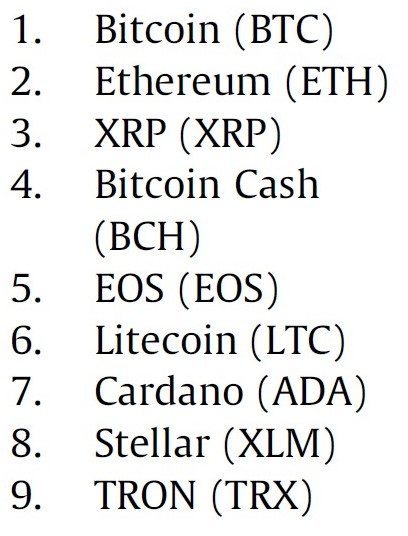 1. Bitcoin (BTC)
2. Ethereum (ETH)
3. XRP (XRP)
4. Bitcoin Cash
(BCH)
5. EOS (EOS)
6. Litecoin (LTC)
7. Cardano (ADA)
8. Stellar (XLM)
9. TRON (TRX)